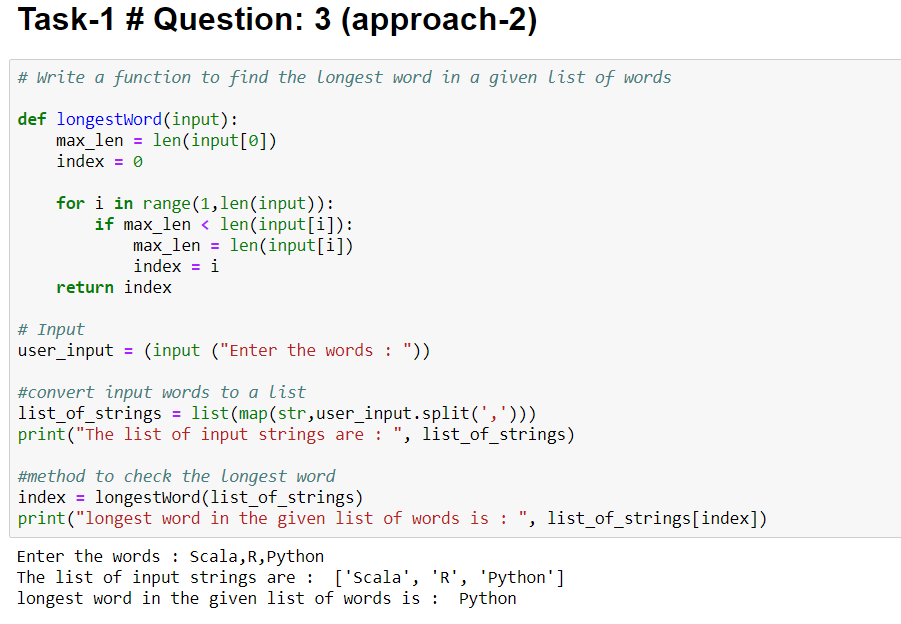 Task-1 # Question: 3 (approach-2)
# Write a function to find the longest word in a given list of words
def longestWord(input):
    max_len = len(input[0])
    index = 0
    for i in range(1,len(input)):
        if max_len < len(input[i]):
            max_len = len(input[i])
            index = i
    return index
# Input
user_input = (input ("Enter the words : "))
#convert input words to a list
list_of_strings = list(map(str,user_input.split(',')))
print("The list of input strings are : ", list_of_strings)
#method to check the longest word
index = longestWord(list_of_strings)
print("longest word in the given list of words is : ", list_of_strings[index])
Enter the words : Scala,R,Python
The list of input strings are :  ['Scala', 'R', 'Python']
longest word in the given list of words is :  Python